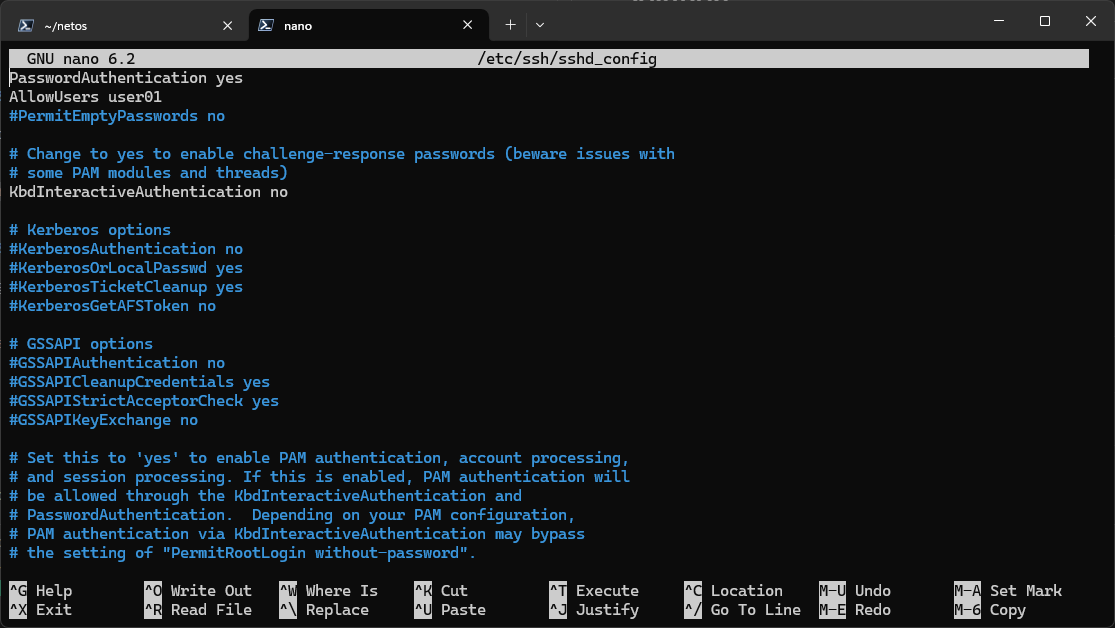 ~/netos
nano
GNU nano 6.2 /etc/ssh/sshd_config
PasswordAuthentication yes
AllowUsers user01
#PermitEmptyPasswords no
# Change to yes to enable challenge-response passwords (beware issues with
# some PAM modules and threads)
KbdInteractiveAuthentication no
# Kerberos options
#KerberosAuthentication no
#KerberosOrLocalPasswd yes
#KerberosTicketCleanup yes
#KerberosGetAFSToken no
# GSSAPI options
#GSSAPIAuthentication no
#GSSAPICleanupCredentials yes
#GSSAPIStrictAcceptorCheck yes
#GSSAPIKeyExchange no
# Set this to 'yes' to enable PAM authentication, account processing,
# and session processing. If this is enabled, PAM authentication will
# be allowed through the KbdInteractiveAuthentication and
# PasswordAuthentication.  Depending on your PAM configuration,
# PAM authentication via KbdInteractiveAuthentication may bypass
# the setting of "PermitRootLogin without-password".
^G Help ^O Write Out ^W Where Is ^K Cut ^T Execute ^C Location M-U Undo M-A Set Mark
^X Exit ^R Read File ^\ Replace ^U Paste ^J Justify ^/ Go To Line M-E Redo M-6 Copy